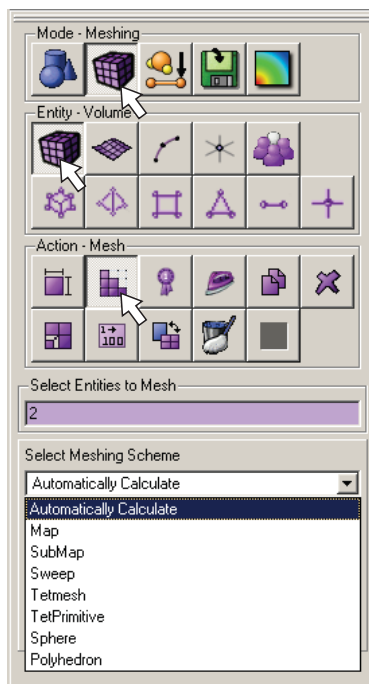 Mode - Meshing
Entity - Volume
Action - Mesh
1→
100
Select Entities to Mesh
2
Select Meshing Scheme
Automatically Calculate
Automatically Calculate
Map
SubMap
Sweep
Tetmesh
TetPrimitive
Sphere
Polyhedron